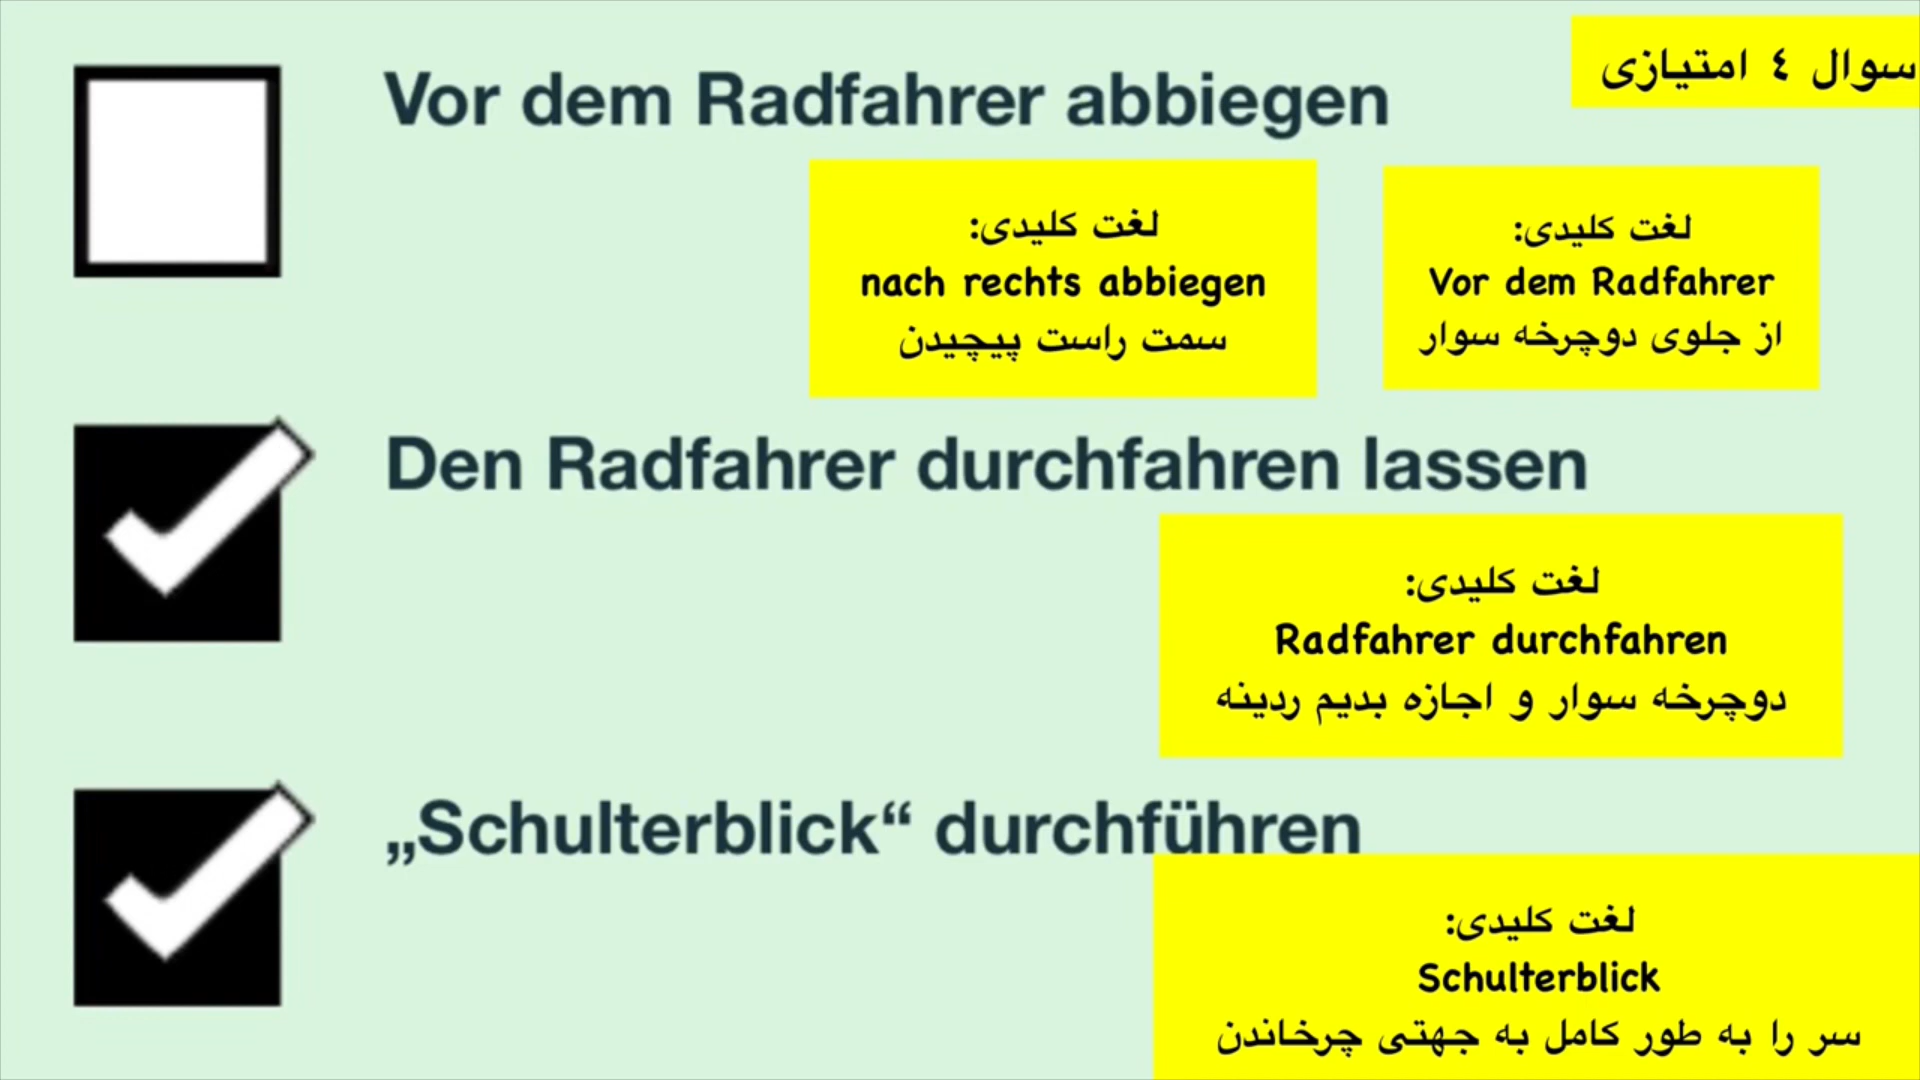 سوال ٤ امتیازی
Vor dem Radfahrer abbiegen
لغت کلیدی:
nach rechts abbiegen
سمت راست پیچیدن
لغت کلیدی:
Vor dem Radfahrer
از جلوی دوچرخه سوار
Den Radfahrer durchfahren lassen
لغت کلیدی:
Radfahrer durchfahren
دوچرخه سوار و اجازه بدیم ردینه
„Schulterblick“ durchführen
لغت کلیدی:
Schulterblick
سر را به طور کامل به جهتی چرخاندن